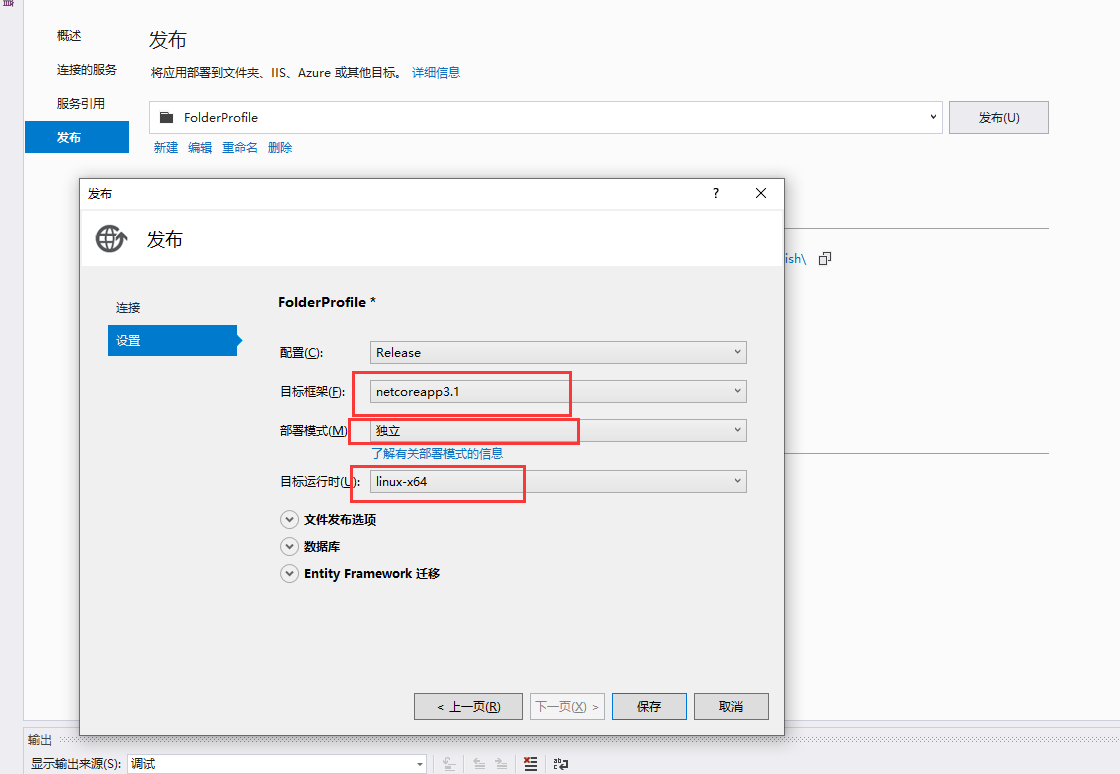 概述
发布
连接的服务
将应用部署到文件夹、IIS、Azure 或其他目标。 详细信息
服务引用
FolderProfile
发布(U)
发布
新建 编辑 重命名 删除
发布
?
发布
ish\
连接
设置
FolderProfile *
配置(C): Release
目标框架(F): netcoreapp3.1
部署模式(M) 独立
了解有关部署模式的信息
目标运行时(U): linux-x64
文件发布选项
数据库
Entity Framework 迁移
< 上一页(R) 下一页(X) > 保存 取消
输出
显示输出来源(S): 调试